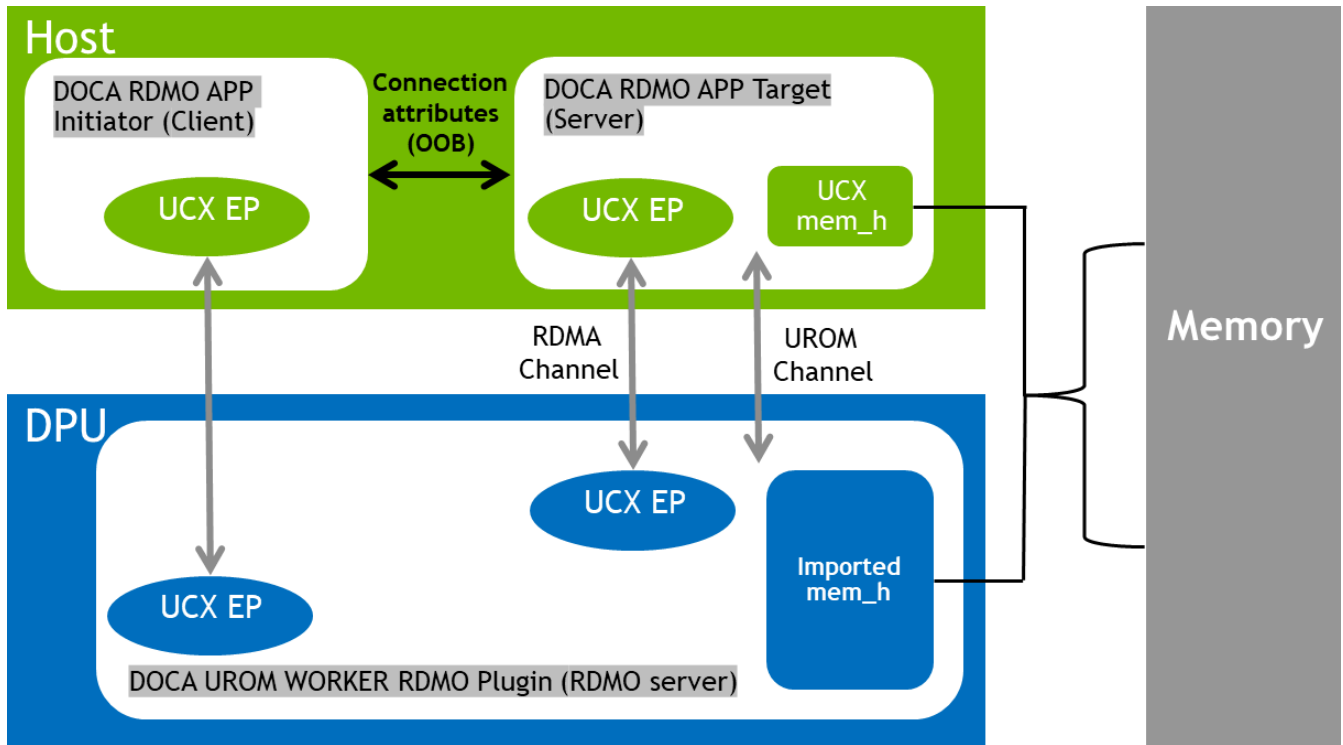 Host
DOCA RDMO APP
Initiator (Client)
Connection
attributes
(OOB)
DOCA RDMO APP Target
(Server)
UCX EP
UCX EP
UCX
mem_h
Memory
RDMA
Channel
UROM
Channel
DPU
UCX EP
UCX EP
Imported
mem_h
DOCA UROM WORKER RDMO Plugin (RDMO server)